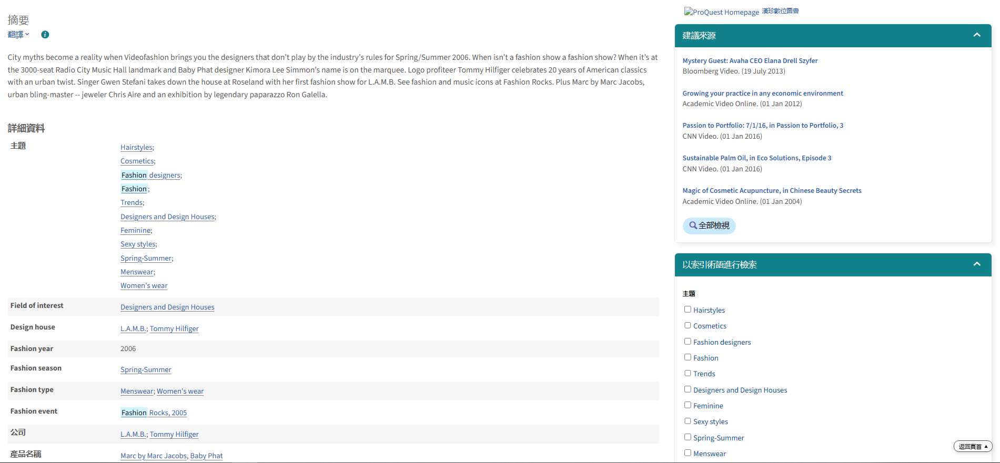 摘要
翻譯
City myths become a reality when Videofashion brings you the designers that don’t play by the industry's rules for Spring/Summer 2006. When isn’t a fashion show a fashion show? When it’s at
the 3000-seat Radio City Music Hall landmark and Baby Phat designer Kimora Lee Simmon’s name is on the marquee. Logo profiteer Tommy Hilfiger celebrates 20 years of American classics
with an urban twist. Singer Gwen Stefani takes down the house at Roseland with her first fashion show for L.A.M.B. See fashion and music icons at Fashion Rocks. Plus Marc by Marc Jacobs,
urban bling-master -- jeweler Chris Aire and an exhibition by legendary paparazzo Ron Galella.
詳細資料
主題
Hairstyles;
Cosmetics;
Fashion designers;
Fashion;
Trends;
Designers and Design Houses;
Feminine;
Sexy styles;
Spring-Summer;
Menswear;
Women's wear
Field of interest
Designers and Design Houses
Design house
L.A.M.B.; Tommy Hilfiger
Fashion year
2006
Fashion season
Spring-Summer
Fashion type
Menswear; Women's wear
Fashion event
Fashion Rocks, 2005
公司
L.A.M.B.; Tommy Hilfiger
產品名稱
Marc by Marc Jacobs, Baby Phat
ProQuest Homepage 漢珍數位圖書
建議來源
Mystery Guest: Avaha CEO Elana Drell Szyfer
Bloomberg Video. (19 July 2013)
Growing your practice in any economic environment
Academic Video Online. (01 Jan 2012)
Passion to Portfolio: 7/1/16, in Passion to Portfolio, 3
CNN Video. (01 Jan 2016)
Sustainable Palm Oil, in Eco Solutions, Episode 3
CNN Video. (01 Jan 2016)
Magic of Cosmetic Acupuncture, in Chinese Beauty Secrets
Academic Video Online. (01 Jan 2004)
全部檢視
以索引術語進行檢索
主題
Hairstyles
Cosmetics
Fashion designers
Fashion
Trends
Designers and Design Houses
Feminine
Sexy styles
Spring-Summer
Menswear
返回頁首 ▲